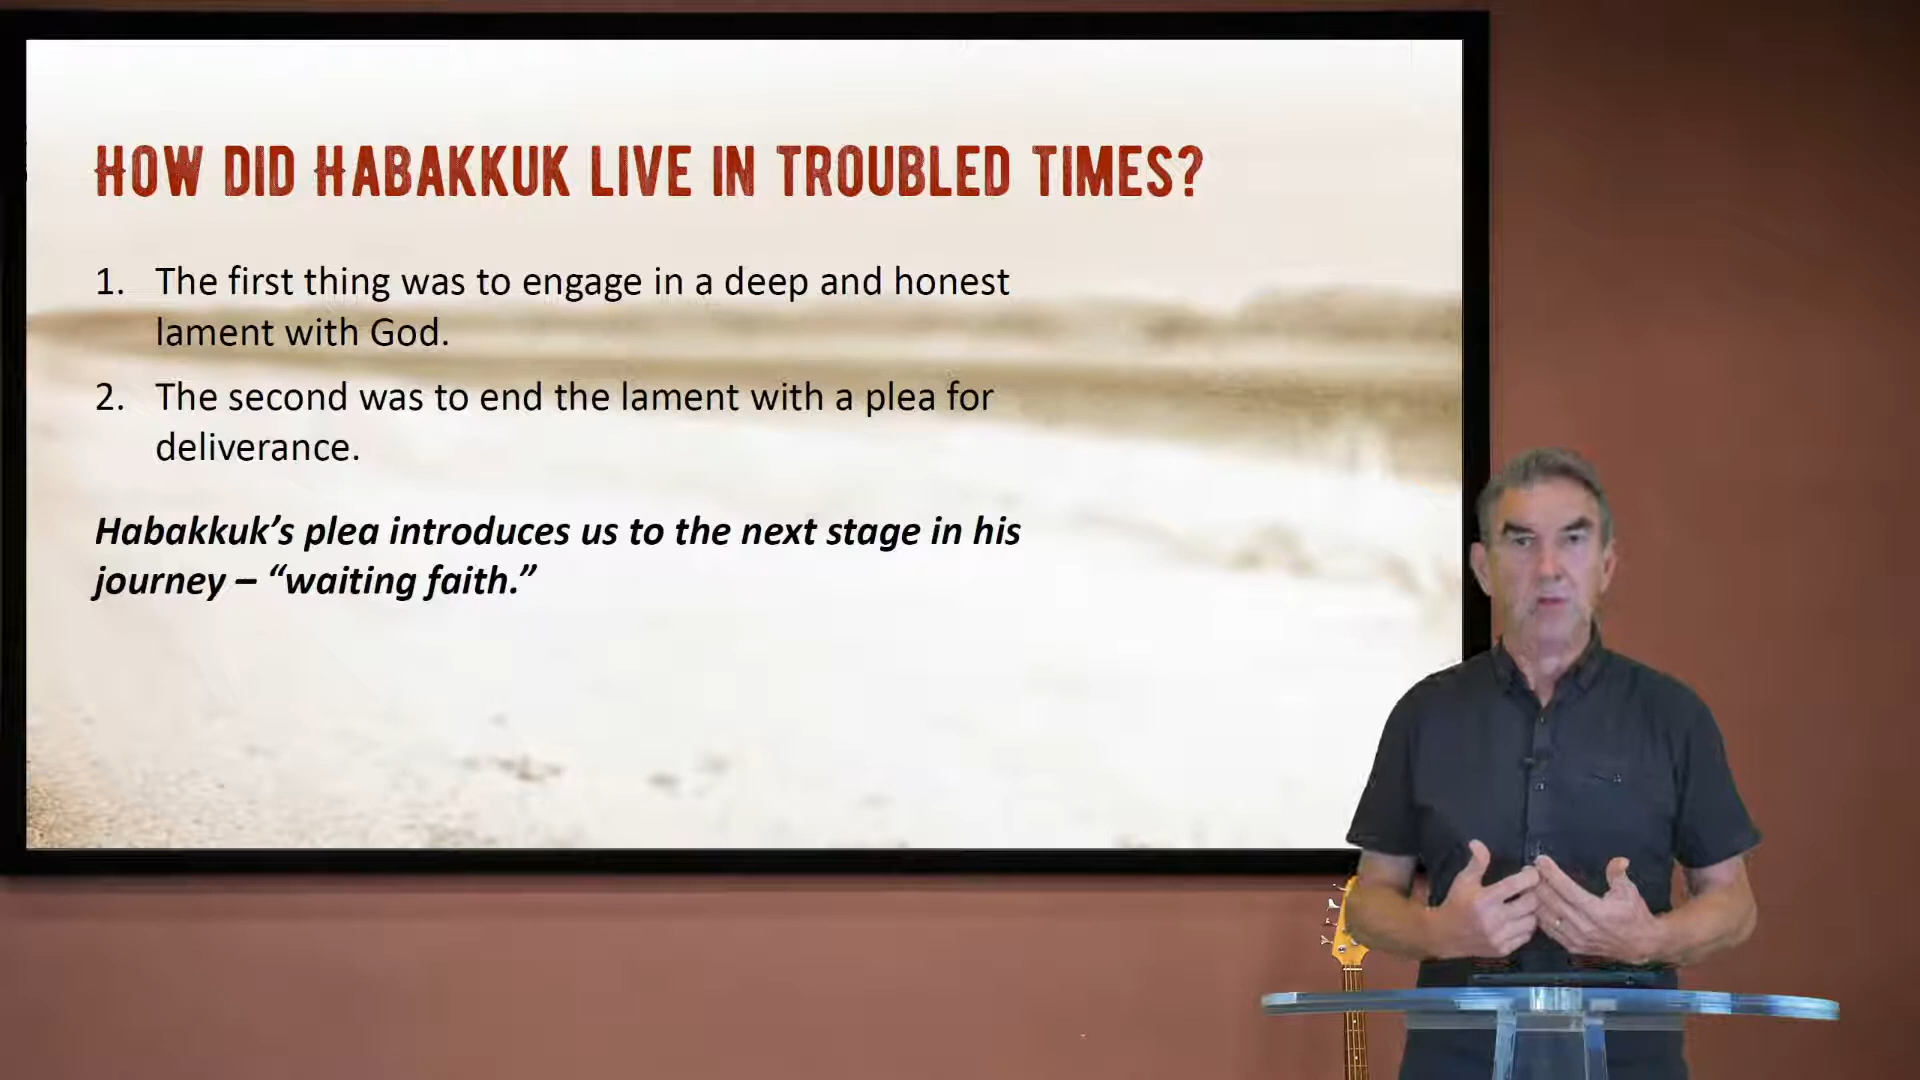 HOW DID HABAKKUK LIVE IN TROUBLED TIMES?
1. The first thing was to engage in a deep and honest
lament with God.
2. The second was to end the lament with a plea for
deliverance.
Habakkuk’s plea introduces us to the next stage in his
journey – “waiting faith.”